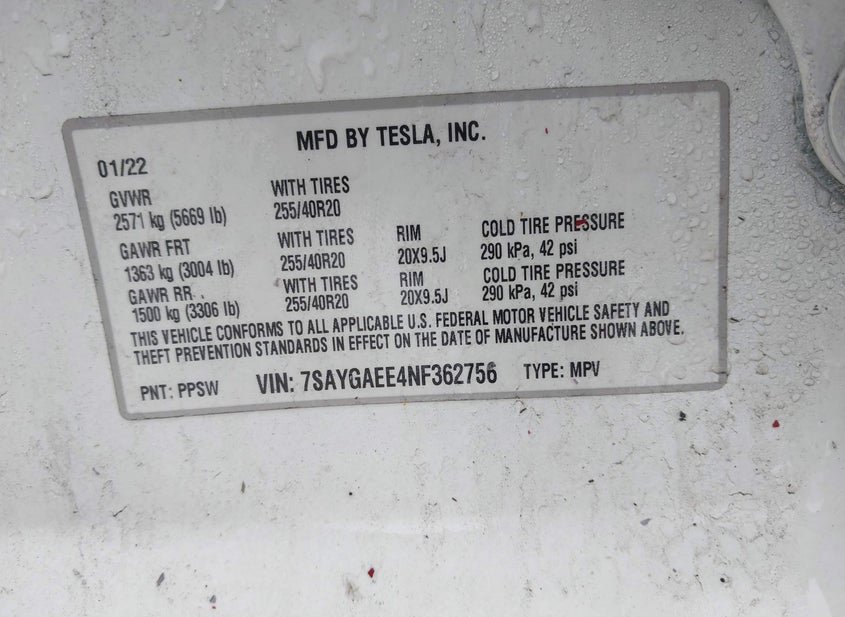 MFD BY TESLA, INC.
01/22
GVWR WITH TIRES
2571 kg (5669 lb) 255/40R20
GAWR FRT WITH TIRES RIM COLD TIRE PRESSURE
1363 kg (3004 lb) 255/40R20 20X9.5J 290 kPa, 42 psi
GAWR RR WITH TIRES RIM COLD TIRE PRESSURE
1500 kg (3306 lb) 255/40R20 20X9.5J 290 kPa, 42 psi
THIS VEHICLE CONFORMS TO ALL APPLICABLE U.S. FEDERAL MOTOR VEHICLE SAFETY AND
THEFT PREVENTION STANDARDS IN EFFECT ON THE DATE OF MANUFACTURE SHOWN ABOVE.
PNT: PPSW VIN: 7SAYGAEE4NF362756 TYPE: MPV